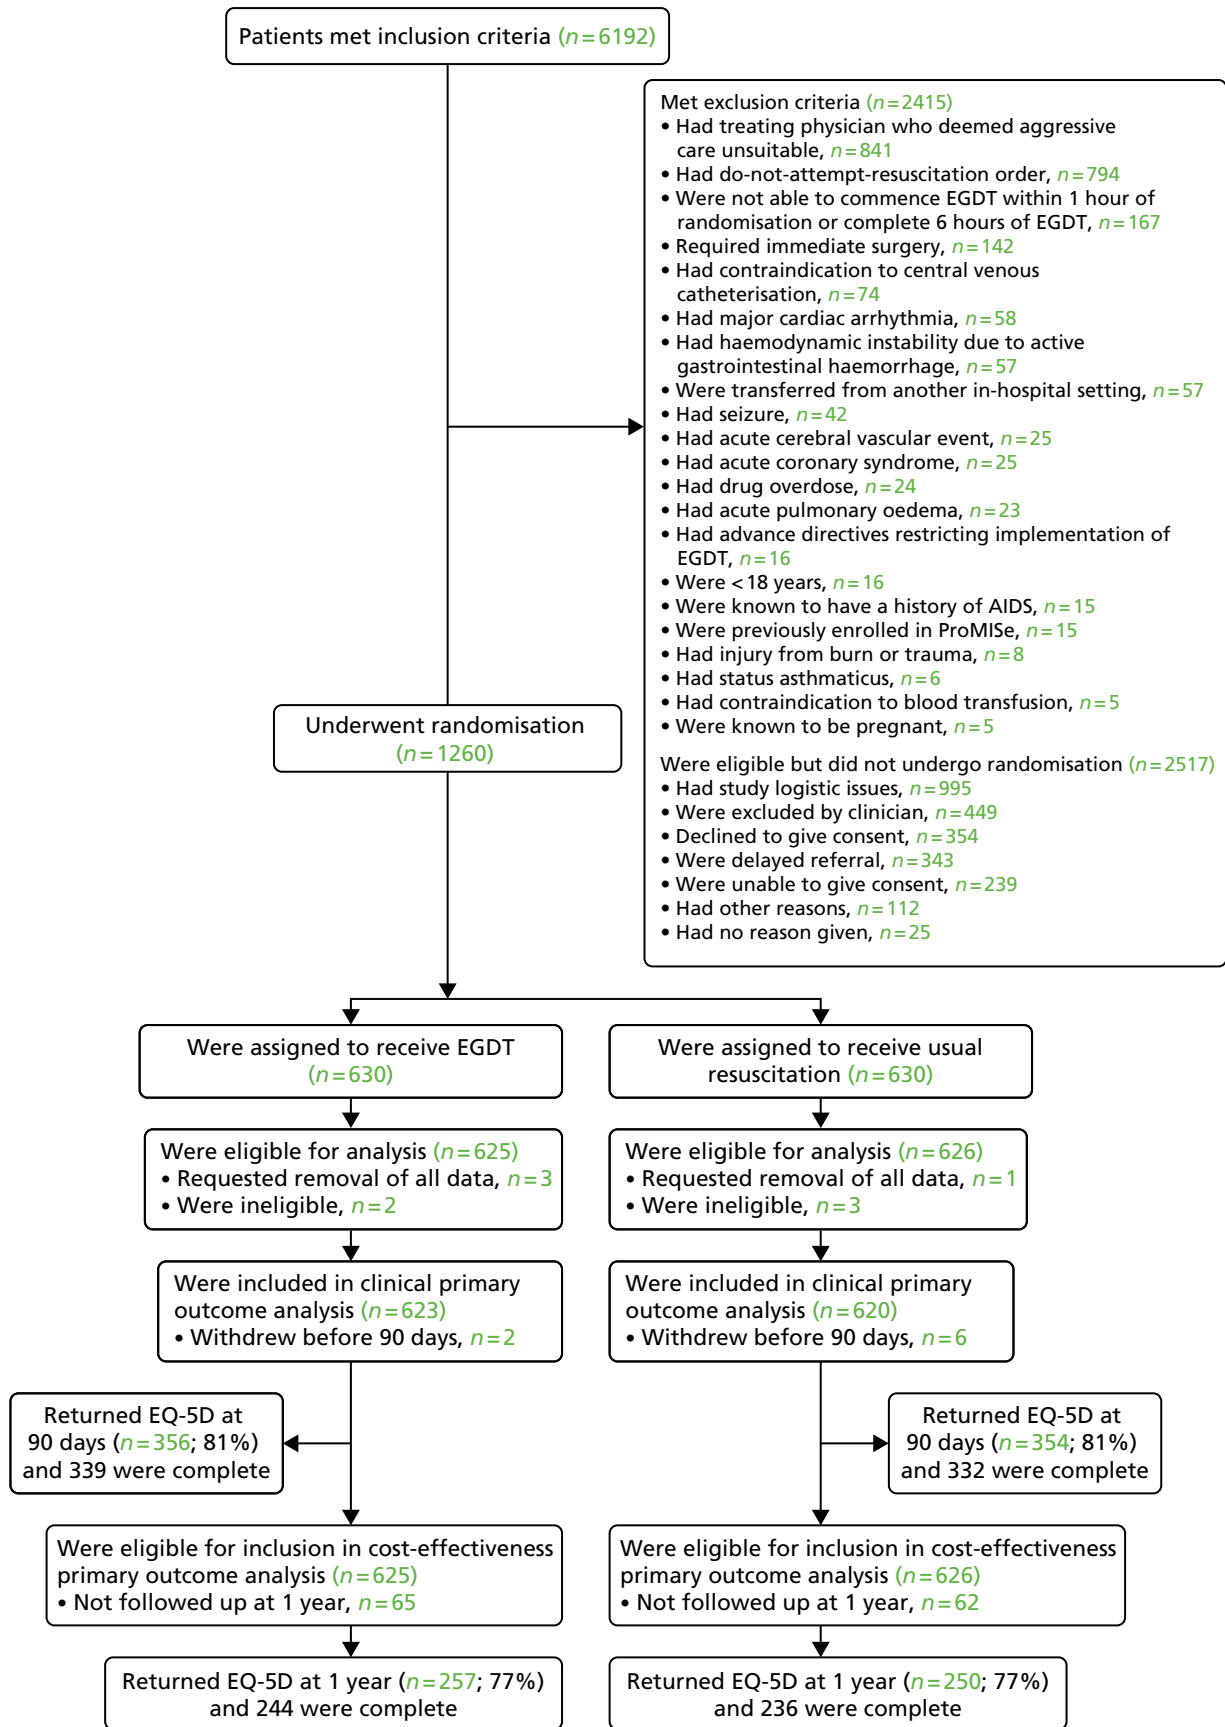 Patients met inclusion criteria (n=6192)
Met exclusion criteria (n=2415)
• Had treating physician who deemed aggressive
care unsuitable, n=841
• Had do-not-attempt-resuscitation order, n=794
• Were not able to commence EGDT within 1 hour of
randomisation or complete 6 hours of EGDT, n=167
• Required immediate surgery, n=142
• Had contraindication to central venous
catheterisation, n=74
• Had major cardiac arrhythmia, n=58
• Had haemodynamic instability due to active
gastrointestinal haemorrhage, n=57
• Were transferred from another in-hospital setting, n=57
• Had seizure, n=42
• Had acute cerebral vascular event, n=25
• Had acute coronary syndrome, n=25
• Had drug overdose, n=24
• Had acute pulmonary oedema, n=23
• Had advance directives restricting implementation of
EGDT, n=16
• Were <18 years, n=16
• Were known to have a history of AIDS, n=15
• Were previously enrolled in ProMISe, n=15
• Had injury from burn or trauma, n=8
• Had status asthmaticus, n=6
• Had contraindication to blood transfusion, n=5
• Were known to be pregnant, n=5
Were eligible but did not undergo randomisation (n=2517)
• Had study logistic issues, n=995
• Were excluded by clinician, n=449
• Declined to give consent, n=354
• Were delayed referral, n=343
• Were unable to give consent, n=239
• Had other reasons, n=112
• Had no reason given, n=25
Underwent randomisation
(n=1260)
Were assigned to receive EGDT
(n=630)
Were assigned to receive usual
resuscitation (n=630)
Were eligible for analysis (n=625)
• Requested removal of all data, n=3
• Were ineligible, n=2
Were eligible for analysis (n=626)
• Requested removal of all data, n=1
• Were ineligible, n=3
Were included in clinical primary
outcome analysis (n=623)
• Withdrew before 90 days, n=2
Were included in clinical primary
outcome analysis (n=620)
• Withdrew before 90 days, n=6
Returned EQ-5D at
90 days (n=356; 81%)
and 339 were complete
Returned EQ-5D at
90 days (n=354; 81%)
and 332 were complete
Were eligible for inclusion in cost-effectiveness
primary outcome analysis (n=625)
• Not followed up at 1 year, n=65
Were eligible for inclusion in cost-effectiveness
primary outcome analysis (n=626)
• Not followed up at 1 year, n=62
Returned EQ-5D at 1 year (n=257; 77%)
and 244 were complete
Returned EQ-5D at 1 year (n=250; 77%)
and 236 were complete